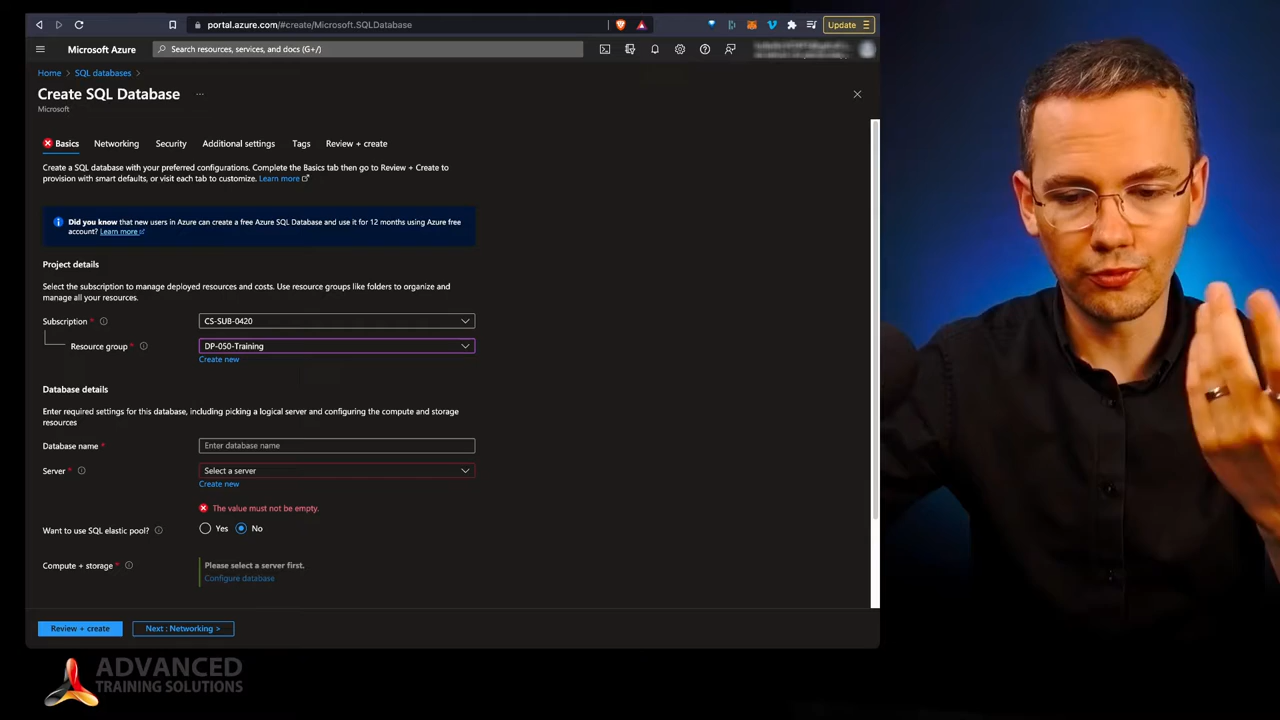 portal.azure.com/#create/Microsoft.SQLDatabase
Update
Microsoft Azure
Search resources, services, and docs (G+/)
Home > SQL databases >
Create SQL Database ...
Microsoft
Basics Networking Security Additional settings Tags Review + create
Create a SQL database with your preferred configurations. Complete the Basics tab then go to Review + Create to
provision with smart defaults, or visit each tab to customize. Learn more
Did you know that new users in Azure can create a free Azure SQL Database and use it for 12 months using Azure free
account? Learn more
Project details
Select the subscription to manage deployed resources and costs. Use resource groups like folders to organize and
manage all your resources.
Subscription * CS-SUB-0420
Resource group * DP-050-Training
Create new
Database details
Enter required settings for this database, including picking a logical server and configuring the compute and storage
resources
Database name * Enter database name
Server * Select a server
Create new
The value must not be empty.
Want to use SQL elastic pool? Yes No
Compute + storage * Please select a server first.
Configure database
Review + create Next : Networking >
ADVANCED
TRAINING SOLUTIONS